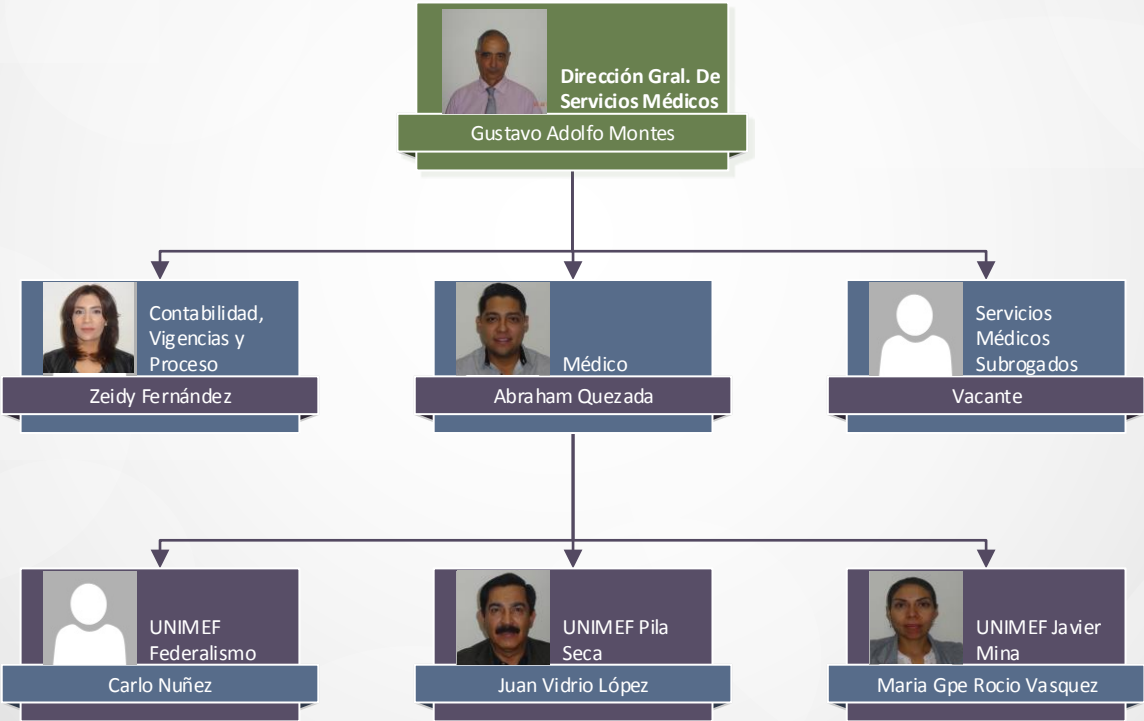 Dirección Gral. De
Servicios Médicos
Gustavo Adolfo Montes
Contabilidad,
Vigencias y
Proceso
Zeidy Fernández
Médico
Abraham Quezada
Servicios
Médicos
Subrogados
Vacante
UNIMEF
Federalismo
Carlo Nuñez
UNIMEF Pila
Seca
Juan Vidrio López
UNIMEF Javier
Mina
Maria Gpe Rocio Vasquez